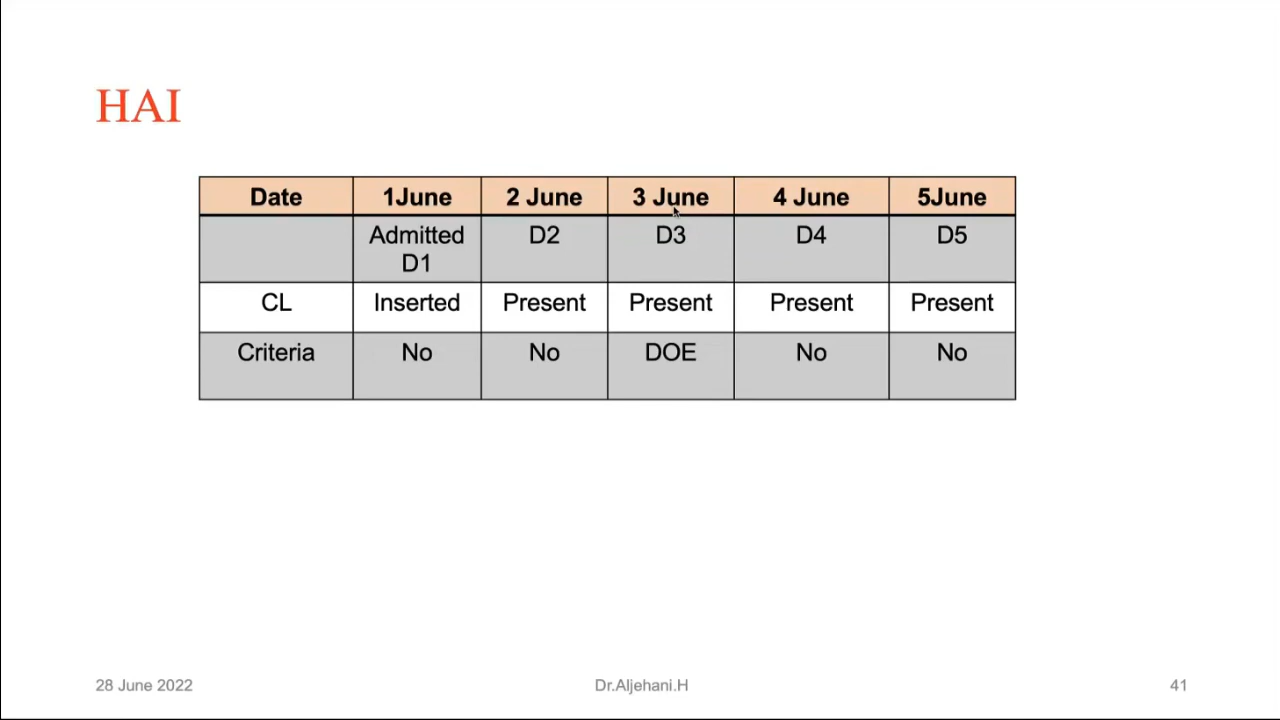 HAI
Date 1June 2 June 3 June 4 June 5June
Admitted D2 D3 D4 D5
D1
CL Inserted Present Present Present Present
Criteria No No DOE No No
28 June 2022 Dr.Aljehani.H 41